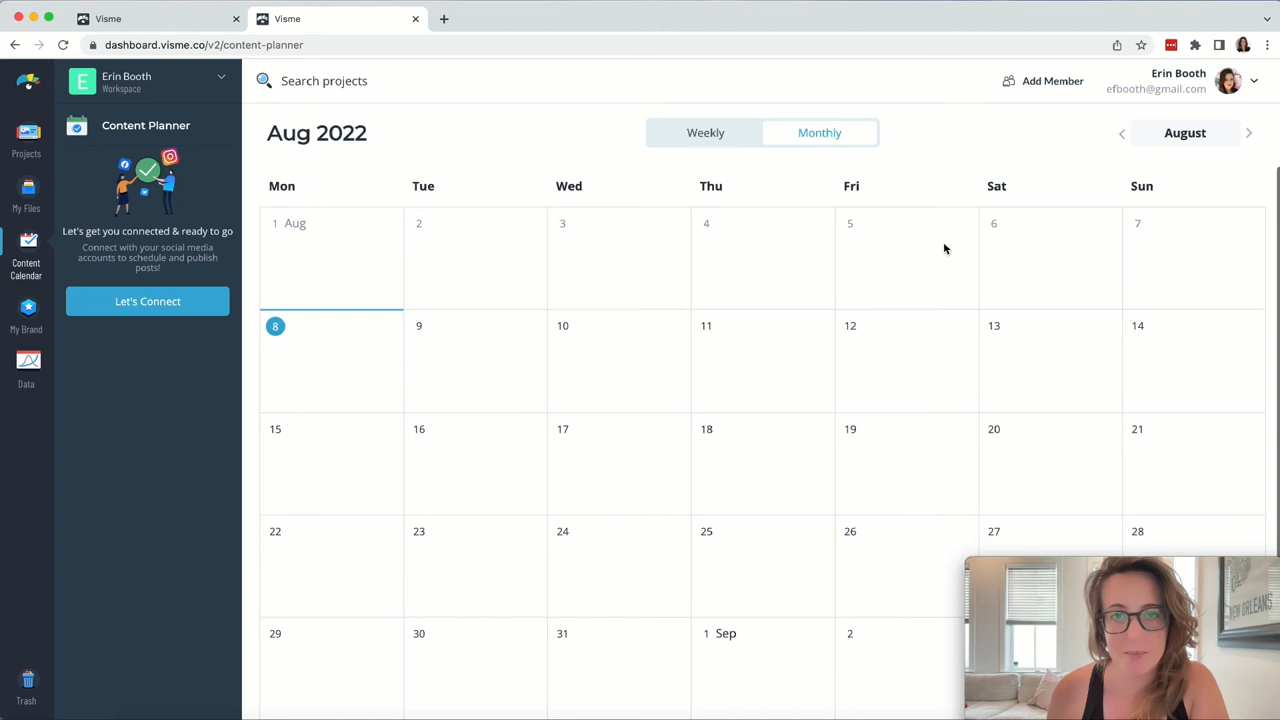 Visme
Visme
dashboard.visme.co/v2/content-planner
E
Erin Booth
Workspace
Search projects
Add Member
Erin Booth
efbooth@gmail.com
Projects
My Files
Content
Calendar
My Brand
Data
Trash
Content Planner
Let's get you connected & ready to go
Connect with your social media
accounts to schedule and publish
posts!
Let's Connect
Aug 2022
Weekly
Monthly
August
Mon Tue Wed Thu Fri Sat Sun
1 Aug 2 3 4 5 6 7
8 9 10 11 12 13 14
15 16 17 18 19 20 21
22 23 24 25 26 27 28
29 30 31 1 Sep 2
NEW ORLEANS